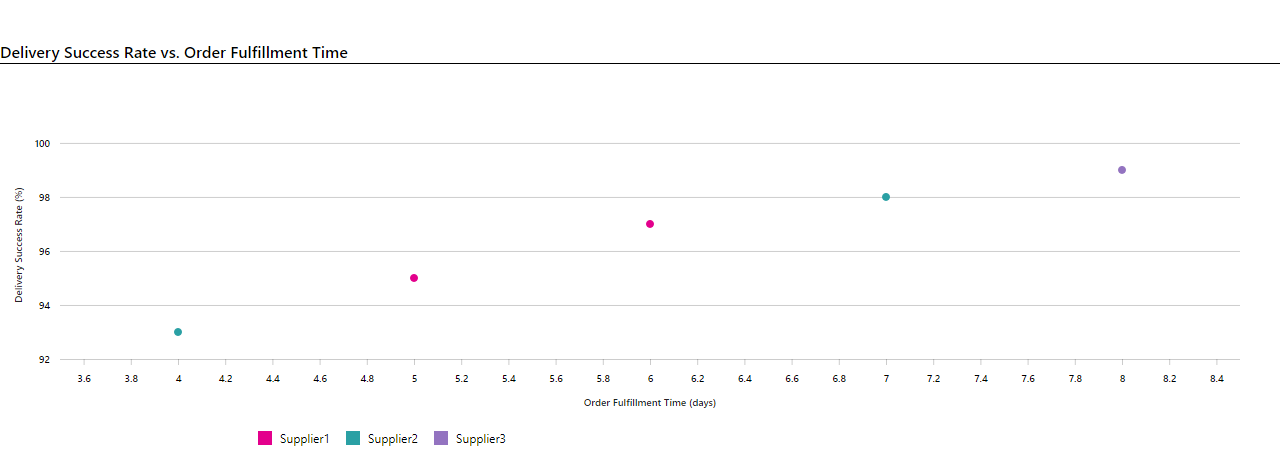 Delivery Success Rate vs. Order Fulfillment Time
100
98
96
94
92
Delivery Success Rate (%)
3.6 3.8 4 4.2 4.4 4.6 4.8 5 5.2 5.4 5.6 5.8 6 6.2 6.4 6.6 6.8 7 7.2 7.4 7.6 7.8 8 8.2 8.4
Order Fulfillment Time (days)
Supplier1 Supplier2 Supplier3